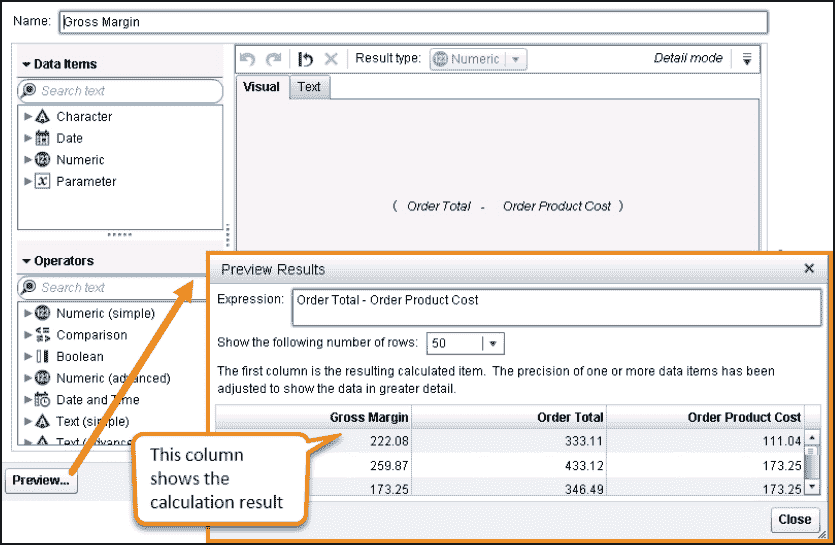 Name: Gross Margin
Data Items
Search text
Character
Date
Numeric
Parameter
Operators
Search text
Numeric (simple)
Comparison
Boolean
Numeric (advanced)
Date and Time
Text (simple)
Text (advance
Preview...
Result type: Numeric Detail mode
Visual Text
( Order Total - Order Product Cost )
Preview Results
Expression: Order Total - Order Product Cost
Show the following number of rows: 50
The first column is the resulting calculated item. The precision of one or more data items has been
adjusted to show the data in greater detail.
Gross Margin Order Total Order Product Cost
222.08 333.11 111.04
259.87 433.12 173.25
173.25 346.49 173.25
This column
shows the
calculation result
Close